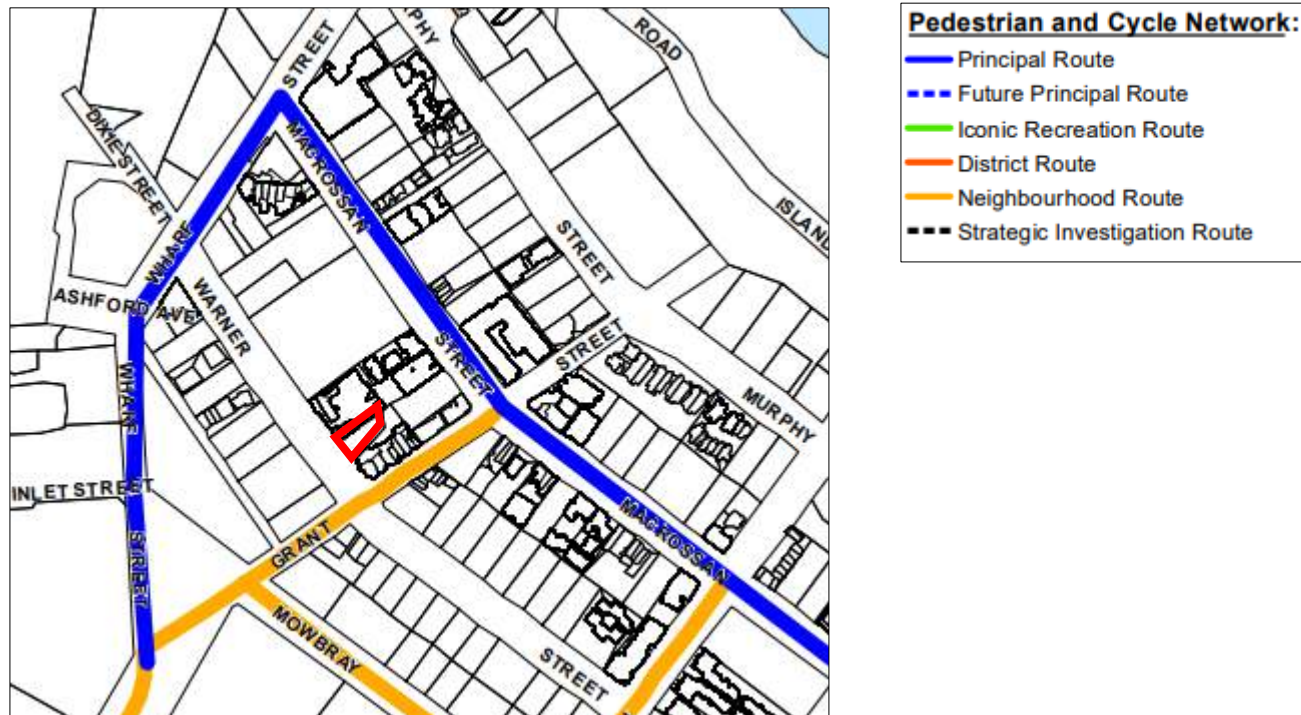 Pedestrian and Cycle Network:
Principal Route
Future Principal Route
Iconic Recreation Route
District Route
Neighbourhood Route
Strategic Investigation Route
STREET
ROAD
DIXIE STREET
MACROSSAN
ISLAND
WHARF
STREET
ASHFORD AVE
WARNER
STREET
STREET
WHARF
MURPHY
INLET STREET
MACROSSAN
STREET
GRANT
MOWBRAY
STREET